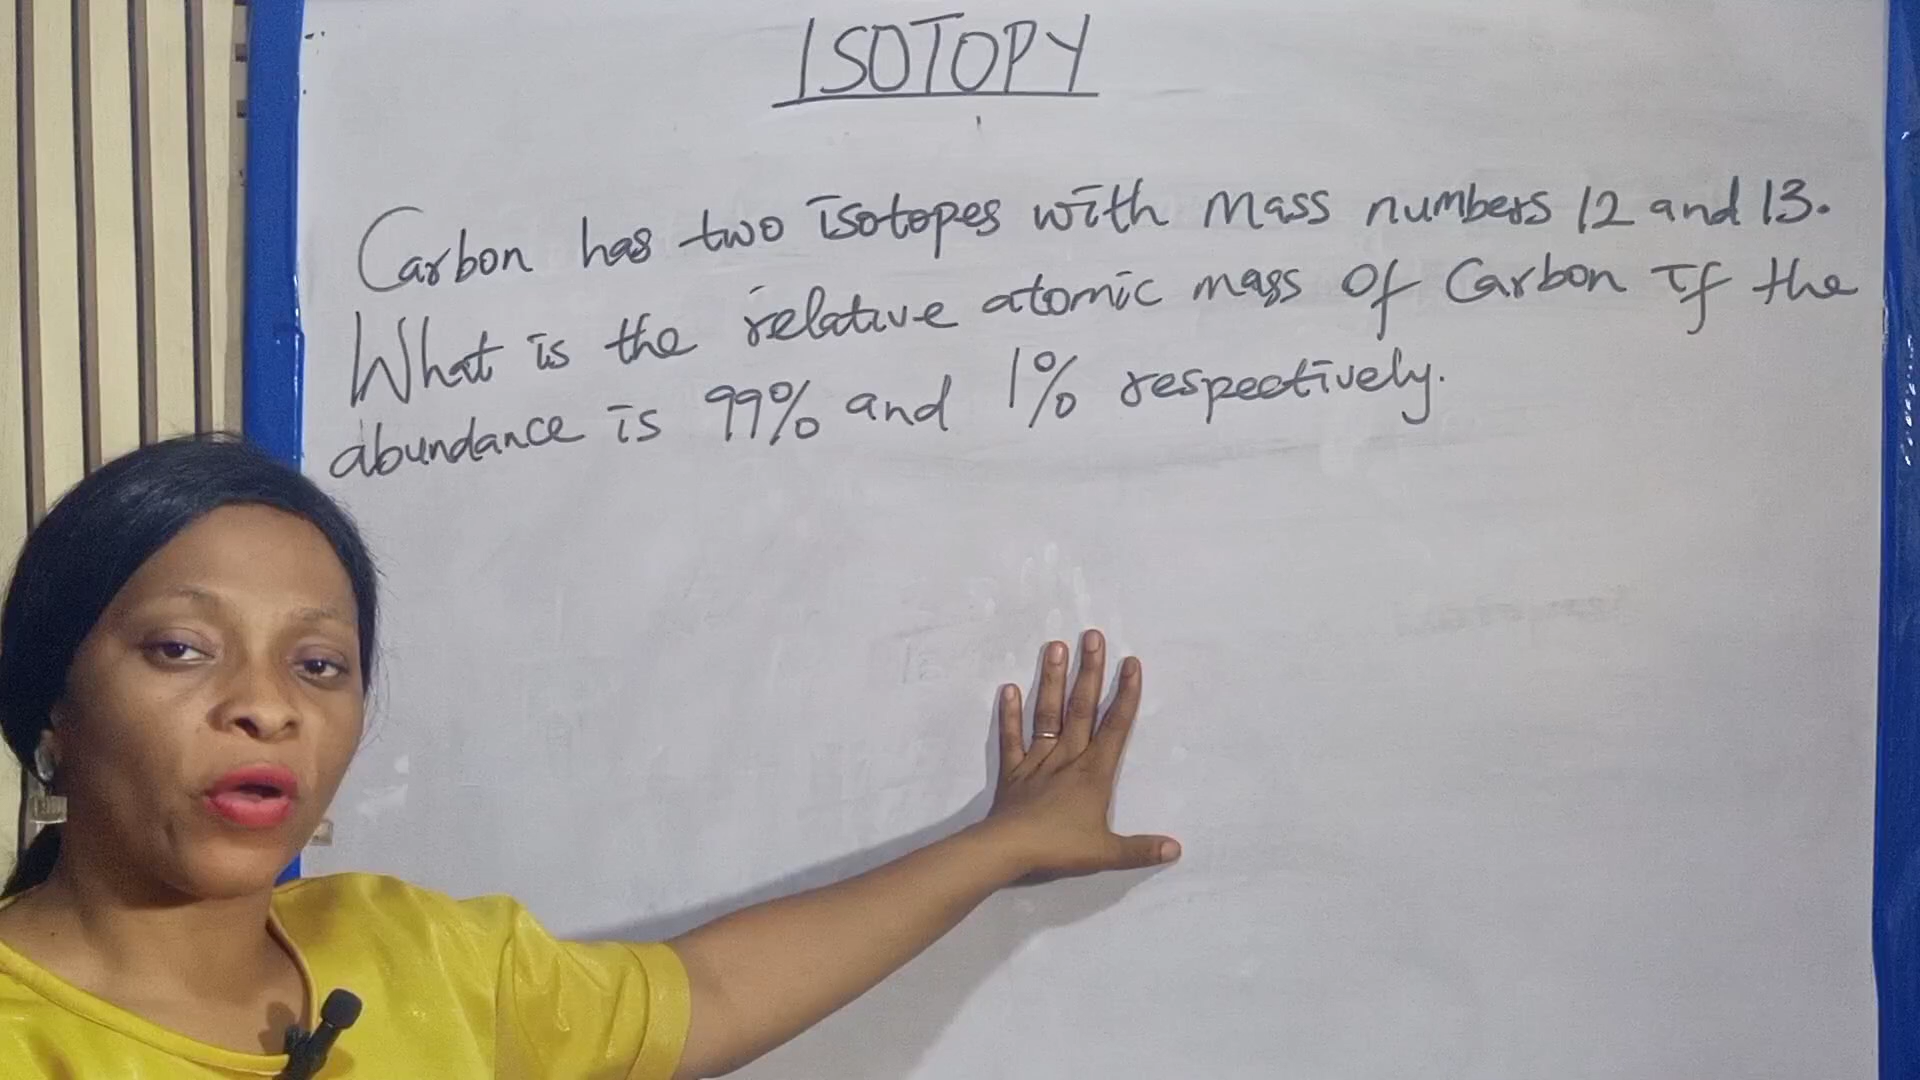 ISOTOPY
Carbon has two isotopes with mass numbers 12 and 13.
What is the relative atomic mass of Carbon if the
abundance is 99% and 1% respectively.